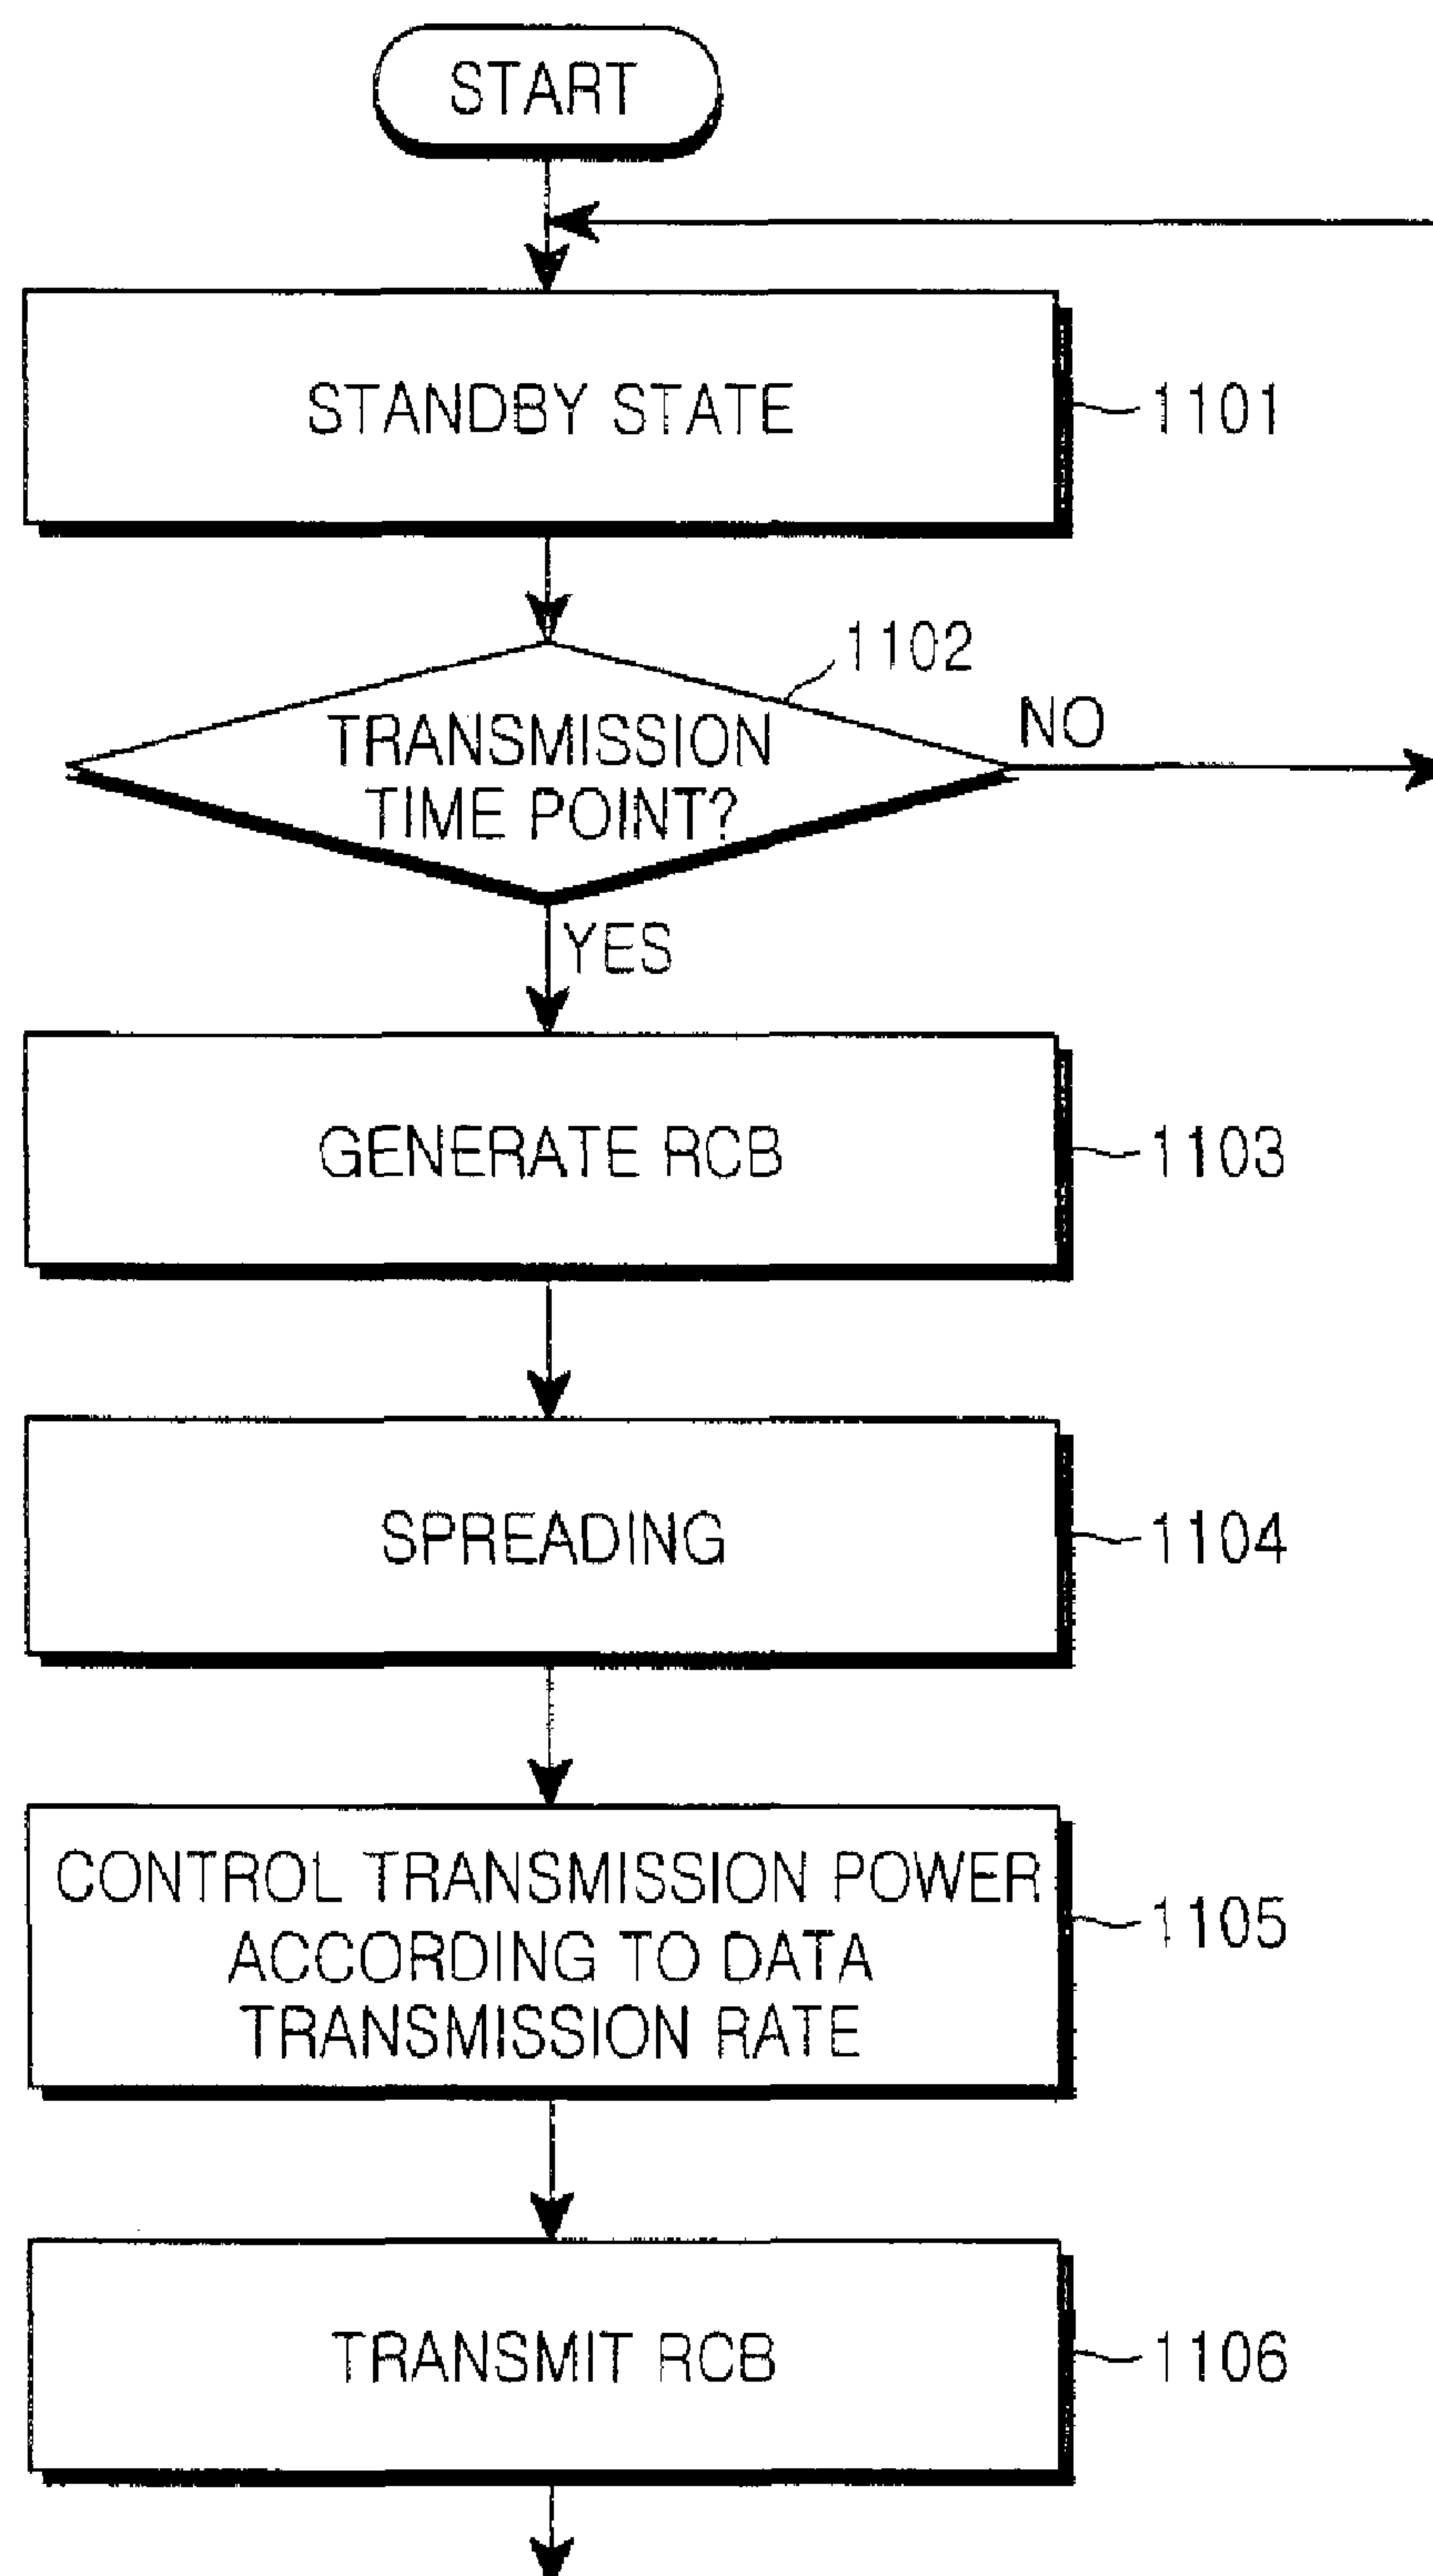 START
STANDBY STATE
1101
1102
TRANSMISSION
TIME POINT?
NO
YES
GENERATE RCB
1103
SPREADING
1104
CONTROL TRANSMISSION POWER
ACCORDING TO DATA
TRANSMISSION RATE
1105
TRANSMIT RCB
1106